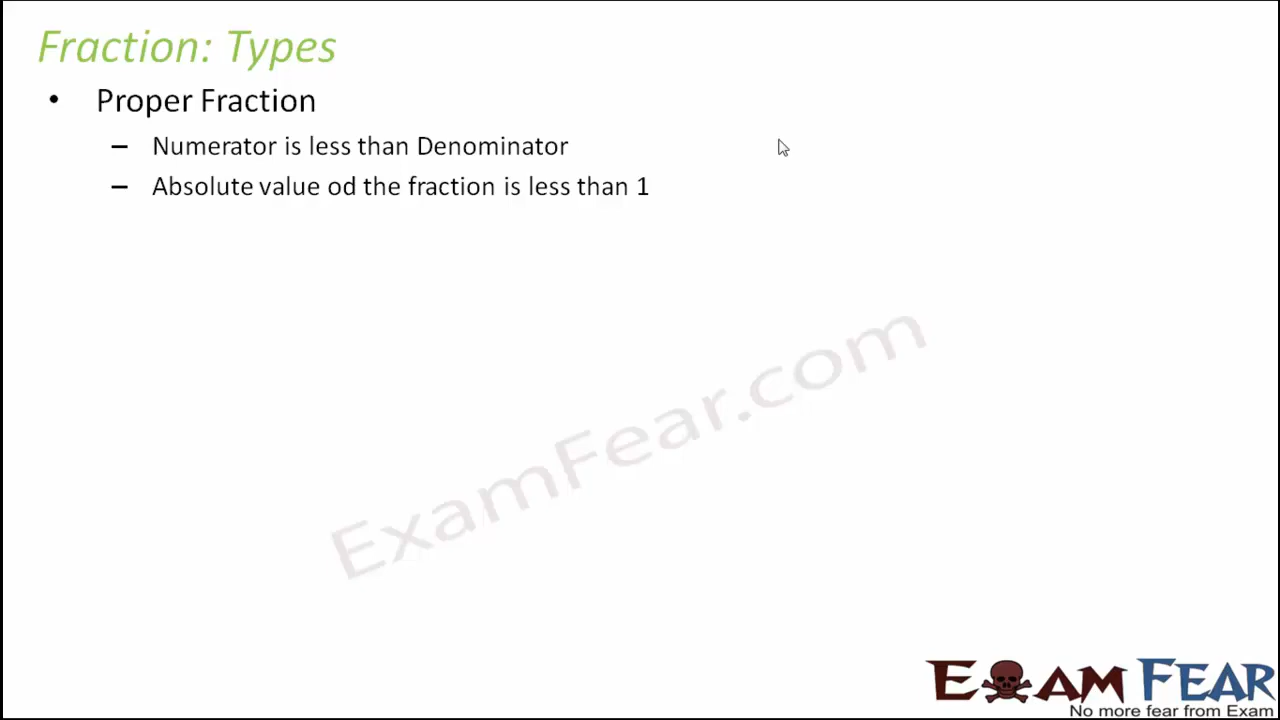 Fraction: Types
• Proper Fraction
– Numerator is less than Denominator
– Absolute value od the fraction is less than 1
ExamFear.com
EXAM FEAR
No more fear from Exam